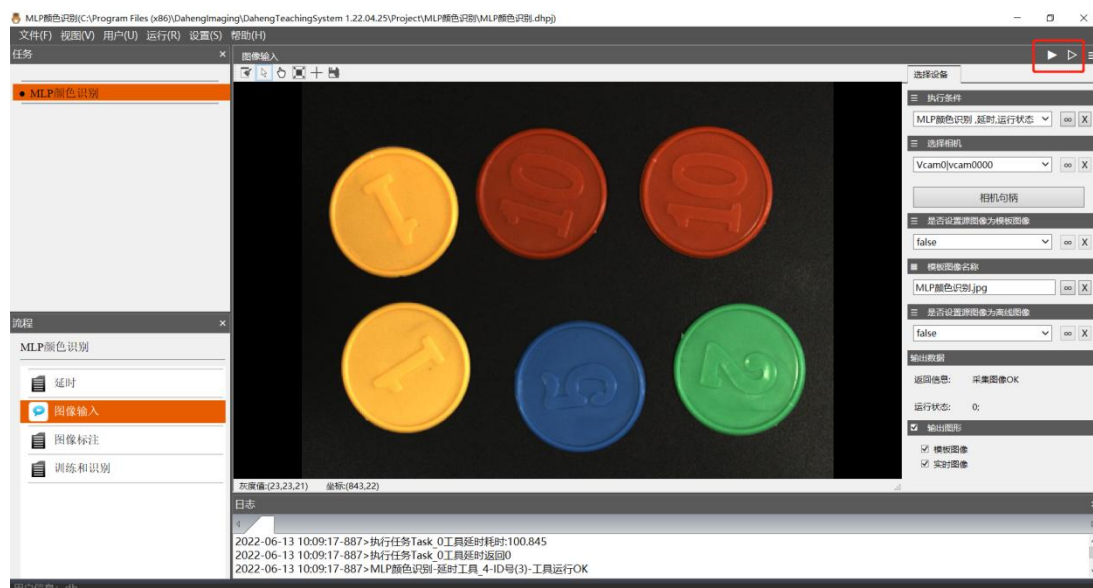 MLP颜色识别(C:\Program Files (x86)\DahengImaging\DahengTeachingSystem 1.22.04.25\Project\MLP颜色识别\MLP颜色识别.dhpj)
文件(F) 视图(V) 用户(U) 运行(R) 设置(S) 帮助(H)
任务
MLP颜色识别
流程
MLP颜色识别
延时
图像输入
图像标注
训练和识别
图像输入
1
10
10
1
5
2
灰度值:(23,23,21) 坐标:(843,22)
日志
2022-06-13 10:09:17-887>执行任务Task_0工具延时耗时:100.845
2022-06-13 10:09:17-887>执行任务Task_0工具延时返回0
2022-06-13 10:09:17-887>MLP颜色识别-延时工具_4-ID号(3)-工具运行OK
选择设备
执行条件
MLP颜色识别 ,延时,运行状态
选择相机
Vcam0|vcam0000
相机句柄
是否设置源图像为模板图像
false
模板图像名称
MLP颜色识别.jpg
是否设置源图像为离线图像
false
输出数据
返回信息: 采集图像OK
运行状态: 0;
输出图形
模板图像
实时图像